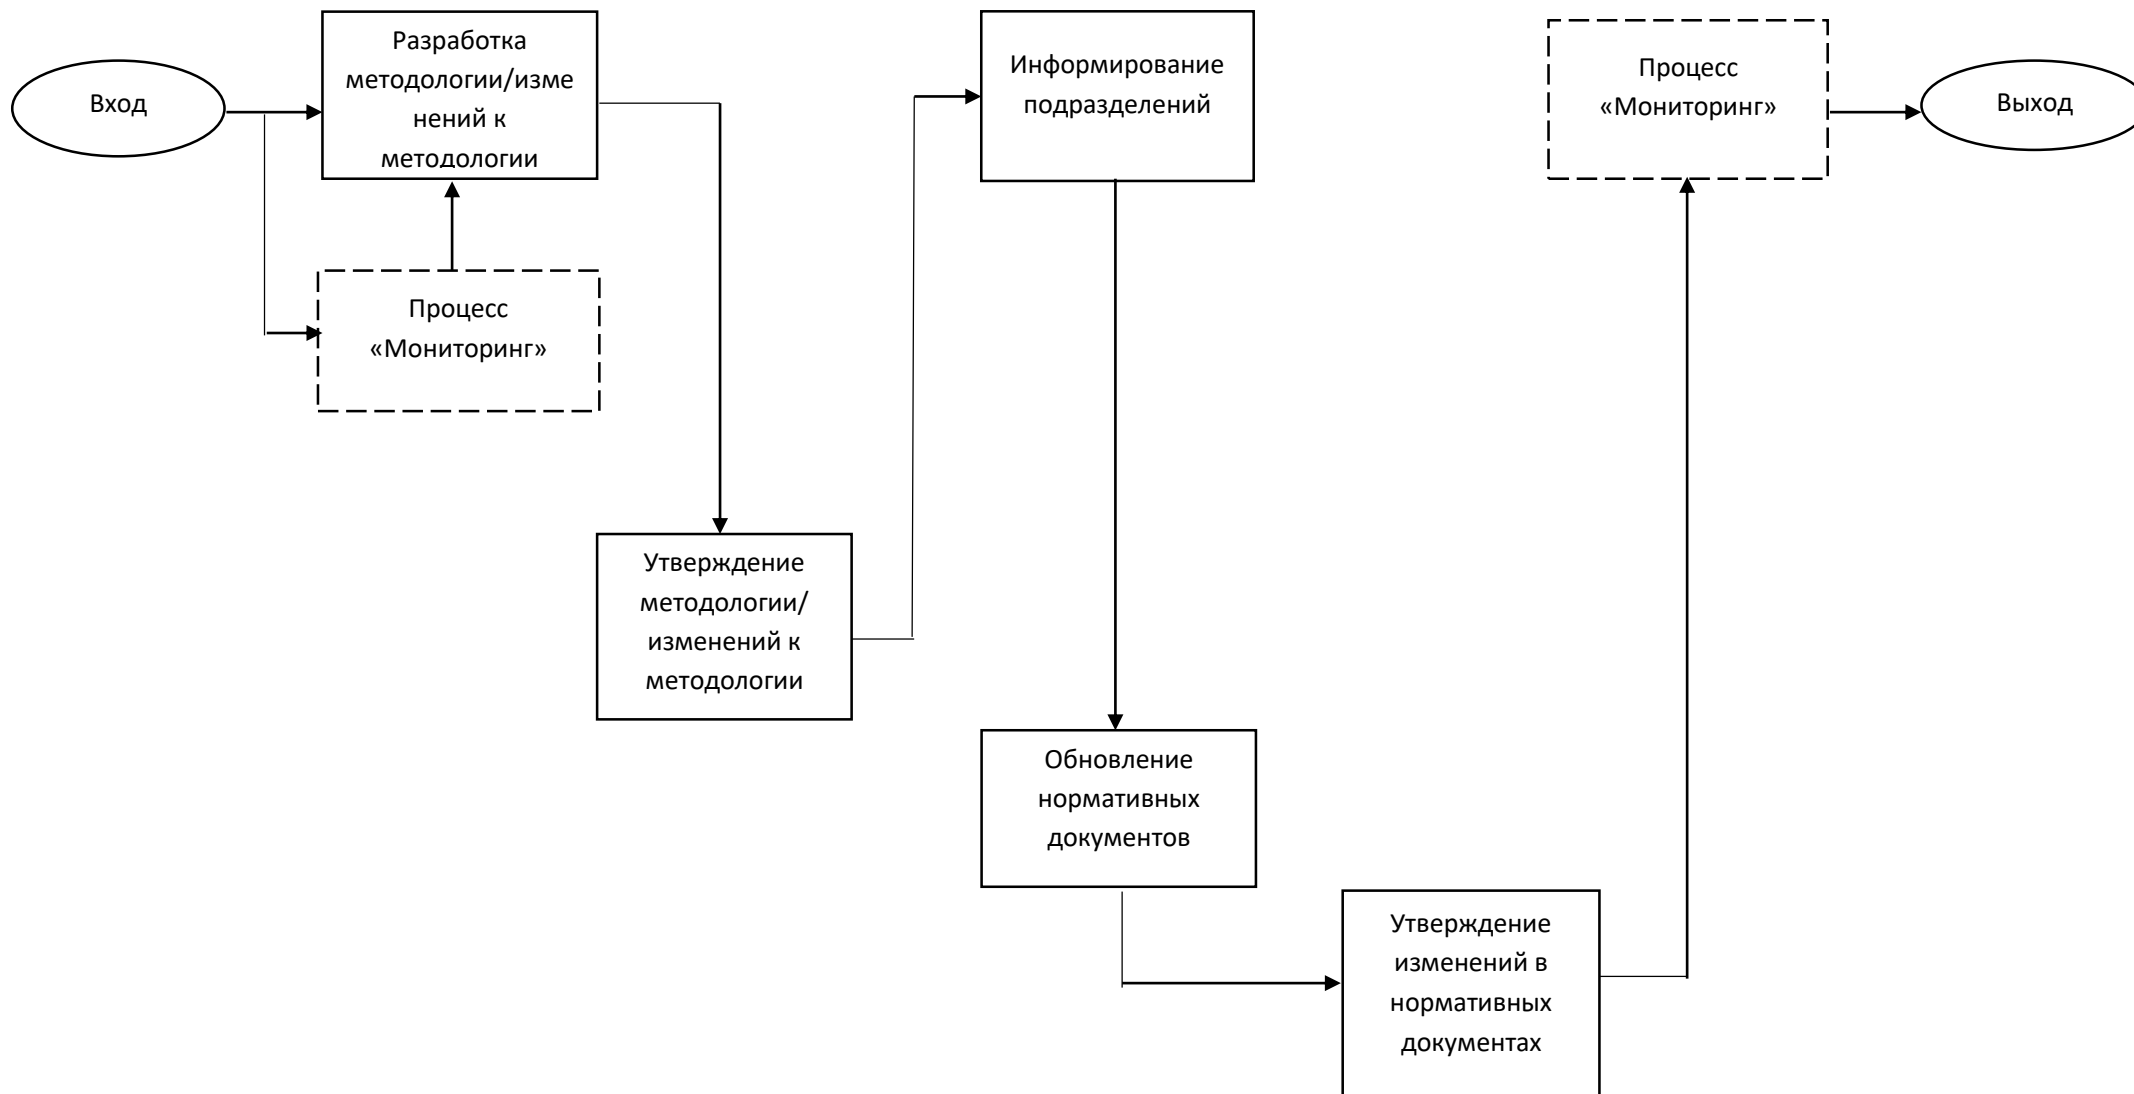 Вход
Разработка
методологии/изме
нений к
методологии
Процесс
«Мониторинг»
Утверждение
методологии/
изменений к
методологии
Информирование
подразделений
Обновление
нормативных
документов
Утверждение
изменений в
нормативных
документах
Процесс
«Мониторинг»
Выход